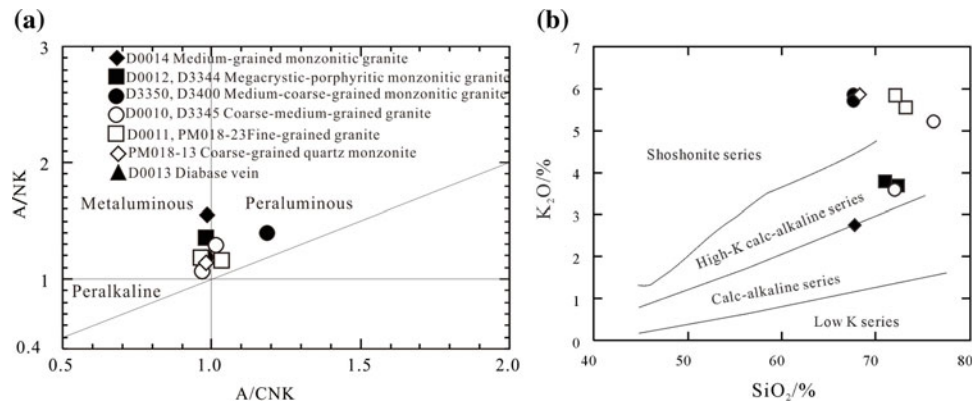 (a)
3
2
1
0.4
A/NK
D0014 Medium-grained monzonitic granite
D0012, D3344 Megacrystic-porphyritic monzonitic granite
D3350, D3400 Medium-coarse-grained monzonitic granite
D0010, D3345 Coarse-medium-grained granite
D0011, PM018-23Fine-grained granite
PM018-13 Coarse-grained quartz monzonite
D0013 Diabase vein
Metaluminous
Peraluminous
Peralkaline
0.5
1.0
1.5
2.0
A/CNK
(b)
7
6
5
4
3
2
1
0
K2O/%
Shoshonite series
High-K calc-alkaline series
Calc-alkaline series
Low K series
40
50
60
70
80
SiO2/%